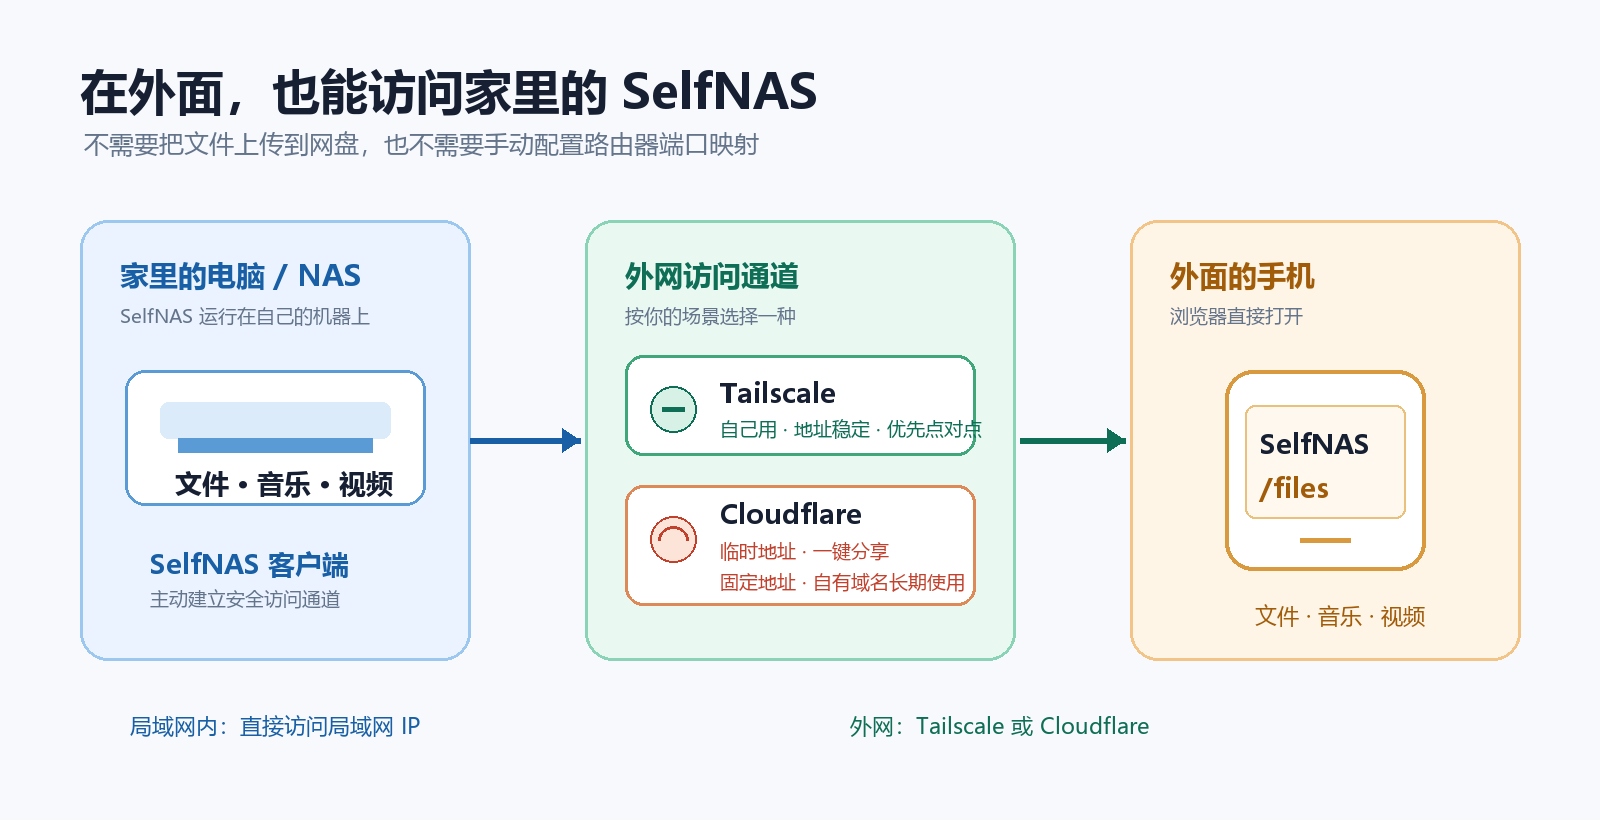 在外面，也能访问家里的 SelfNAS
不需要把文件上传到网盘，也不需要手动配置路由器端口映射
家里的电脑 / NAS
SelfNAS 运行在自己的机器上
文件 · 音乐 · 视频
SelfNAS 客户端
主动建立安全访问通道
外网访问通道
按你的场景选择一种
Tailscale
自己用 · 地址稳定 · 优先点对点
Cloudflare
临时地址 · 一键分享
固定地址 · 自有域名长期使用
外面的手机
浏览器直接打开
SelfNAS
/files
文件 · 音乐 · 视频
局域网内：直接访问局域网 IP
外网：Tailscale 或 Cloudflare